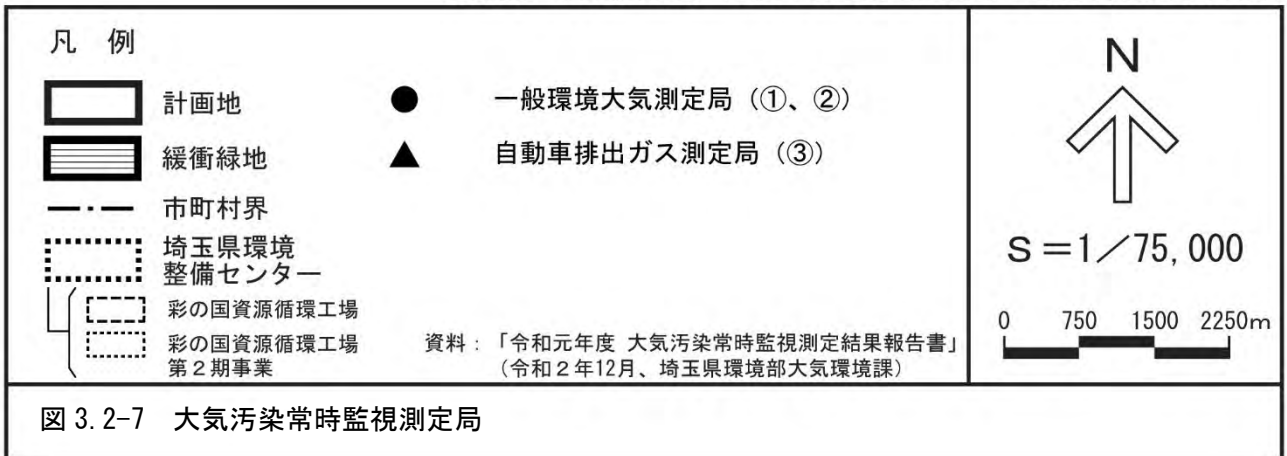 凡 例
計画地
緩衝緑地
市町村界
埼玉県環境
整備センター
彩の国資源循環工場
彩の国資源循環工場
第２期事業
● 一般環境大気測定局（①、②）
▲ 自動車排出ガス測定局（③）
資料：「令和元年度 大気汚染常時監視測定結果報告書」
（令和２年12月、埼玉県環境部大気環境課）
N
S＝1／75,000
0 750 1500 2250m
図 3.2-7 大気汚染常時監視測定局